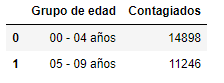 Grupo de edad Contagiados
0 00 - 04 años 14898
1 05 - 09 años 11246